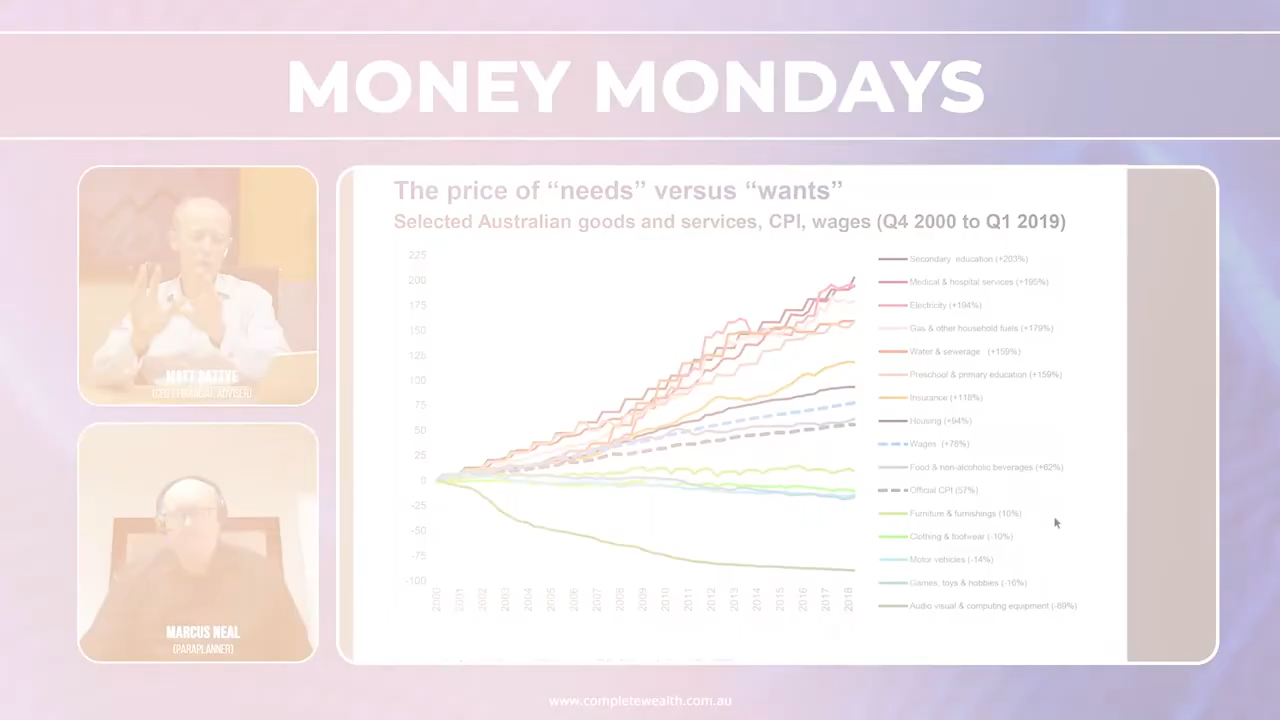 MONEY MONDAYS
The price of “needs” versus “wants”
Selected Australian goods and services, CPI, wages (Q4 2000 to Q1 2019)
225
200
175
150
125
100
75
50
25
0
-25
-50
-75
-100
2000
2001
2002
2003
2004
2005
2006
2007
2008
2009
2010
2011
2012
2013
2014
2015
2016
2017
2018
Secondary education (+203%)
Medical & hospital services (+195%)
Electricity (+194%)
Gas & other household fuels (+179%)
Water & sewerage (+159%)
Preschool & primary education (+159%)
Insurance (+118%)
Housing (+94%)
Wages (+78%)
Food & non-alcoholic beverages (+62%)
Official CPI (57%)
Furniture & furnishings (10%)
Clothing & footwear (-10%)
Motor vehicles (-14%)
Games, toys & hobbies (-16%)
Audio visual & computing equipment (-89%)
MARCUS NEAL
(PARAPLANNER)
www.completewealth.com.au